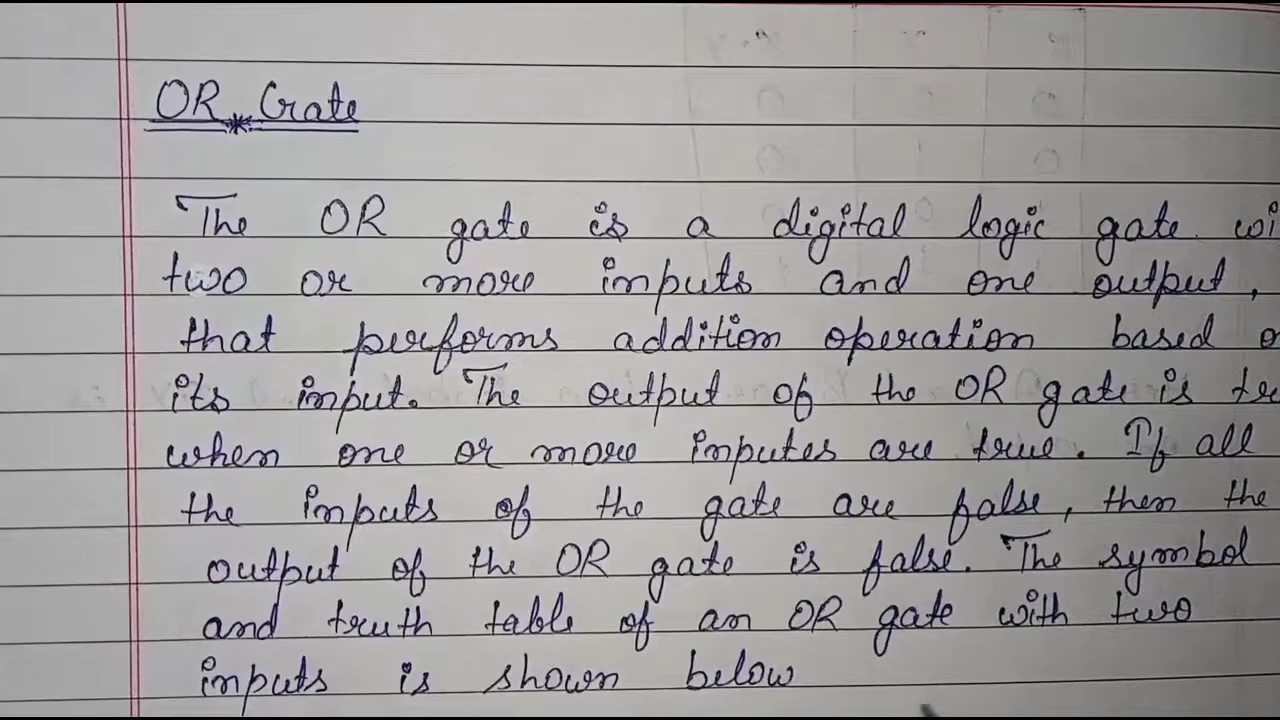 OR Gate
The OR gate is a digital logic gate wi
two or more inputs and one output,
that performs addition operation based o
its input. The output of the OR gate is tr
when one or more inputes are true. If all
the inputs of the gate are false, then the
output of the OR gate is false. The symbol
and truth table of an OR gate with two
inputs is shown below